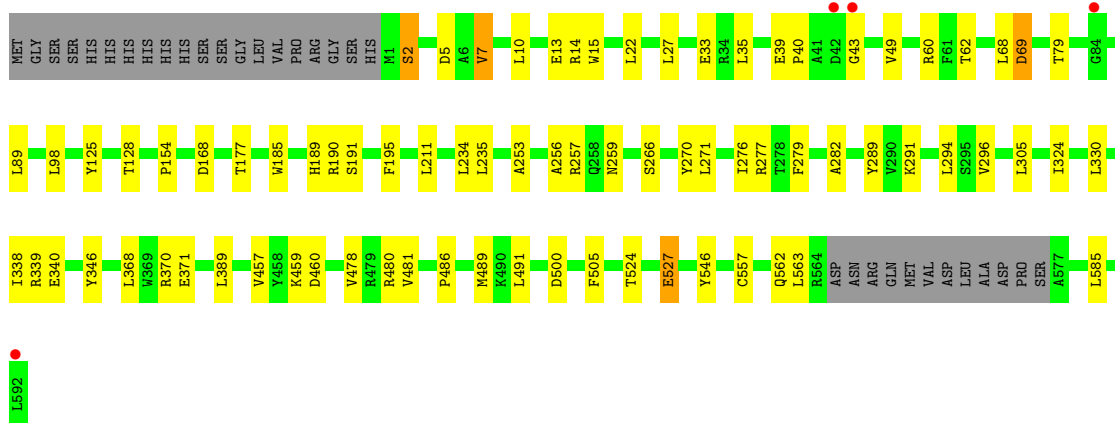 MET GLY SER SER HIS HIS HIS HIS HIS HIS SER SER GLY LEU VAL PRO ARG GLY SER HIS M1 S2 D5 A6 V7 L10 E13 R14 W15 L22 L27 E33 R34 L35 E39 P40 A41 D42 G43 V49 R60 F61 T62 L68 D69 T79 G84
L89 L98 Y125 T128 P154 D168 T177 W185 H189 R190 S191 F195 L211 L234 L235 A253 A256 R257 Q258 N259 S266 Y270 L271 I276 R277 T278 F279 A282 Y289 V290 K291 L294 S295 V296 L305 I324 L330
I338 R339 E340 Y346 L368 W369 R370 E371 L389 V457 Y458 K459 D460 V478 R479 R480 V481 P486 M489 K490 L491 D500 F505 T524 E527 Y546 C557 Q562 L563 R564 ASP ASN ARG GLN MET VAL ASP LEU ALA ASP PRO SER A577 L585
L592